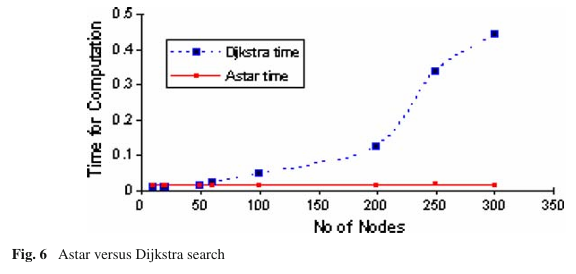 0.5
0.4
0.3
0.2
0.1
0
Time for Computation
Dijkstra time
Astar time
0 50 100 150 200 250 300 350
No of Nodes
Fig. 6 Astar versus Dijkstra search